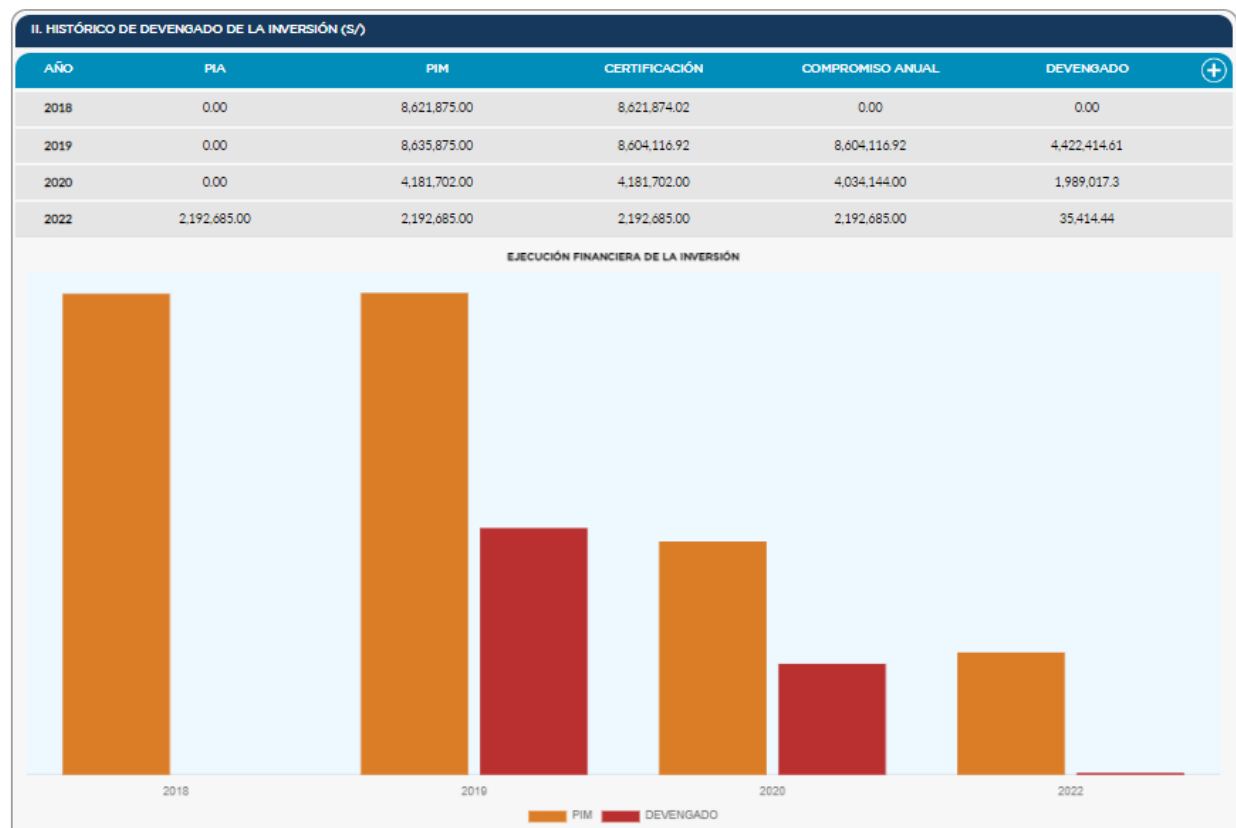 II. HISTÓRICO DE DEVENGADO DE LA INVERSIÓN (S/)
AÑO PIA PIM CERTIFICACIÓN COMPROMISO ANUAL DEVENGADO
2018 0.00 8,621,875.00 8,621,874.02 0.00 0.00
2019 0.00 8,635,875.00 8,604,116.92 8,604,116.92 4,422,414.61
2020 0.00 4,181,702.00 4,181,702.00 4,034,144.00 1,989,017.3
2022 2,192,685.00 2,192,685.00 2,192,685.00 2,192,685.00 35,414.44
EJECUCIÓN FINANCIERA DE LA INVERSIÓN
2018 2019 2020 2022
PIM DEVENGADO